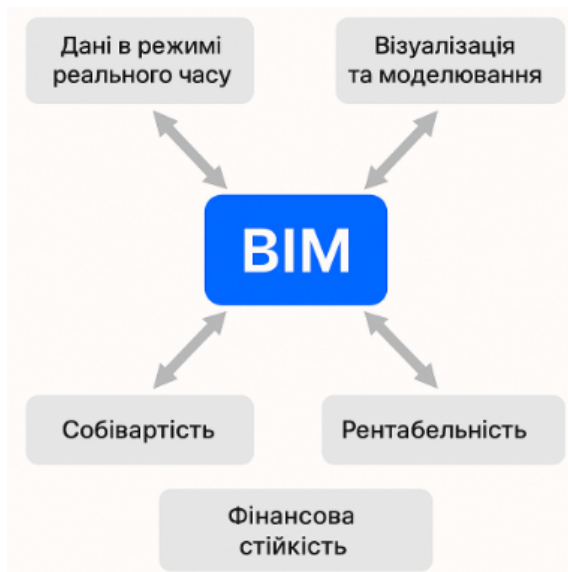 Дані в режимі
реального часу
Візуалізація
та моделювання
BIM
Собівартість
Рентабельність
Фінансова
стійкість